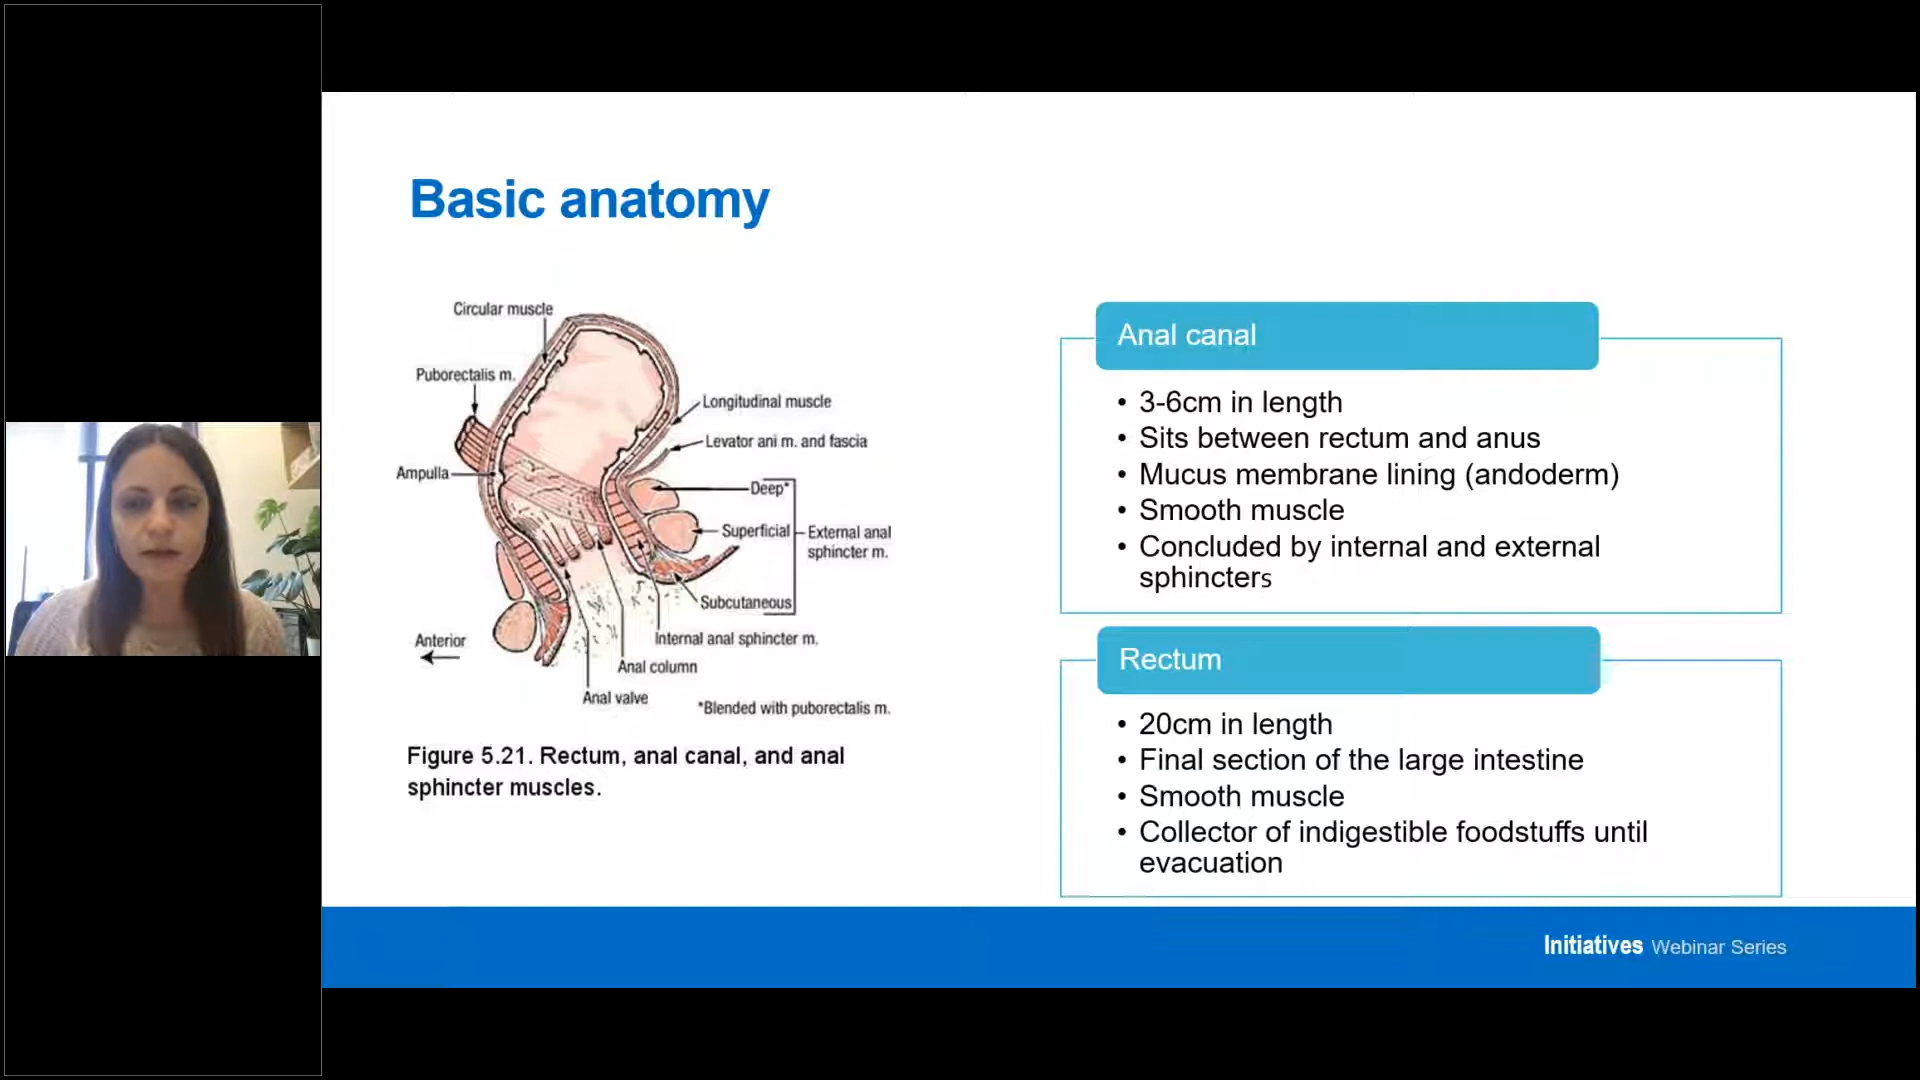 Basic anatomy
Circular muscle
Puborectalis m.
Longitudinal muscle
Levator ani m. and fascia
Ampulla
Deep*
Superficial
External anal
sphincter m.
Subcutaneous
Anterior
Internal anal sphincter m.
Anal column
Anal valve
*Blended with puborectalis m.
Figure 5.21. Rectum, anal canal, and anal
sphincter muscles.
Anal canal
• 3-6cm in length
• Sits between rectum and anus
• Mucus membrane lining (andoderm)
• Smooth muscle
• Concluded by internal and external
sphincters
Rectum
• 20cm in length
• Final section of the large intestine
• Smooth muscle
• Collector of indigestible foodstuffs until
evacuation
Initiatives Webinar Series